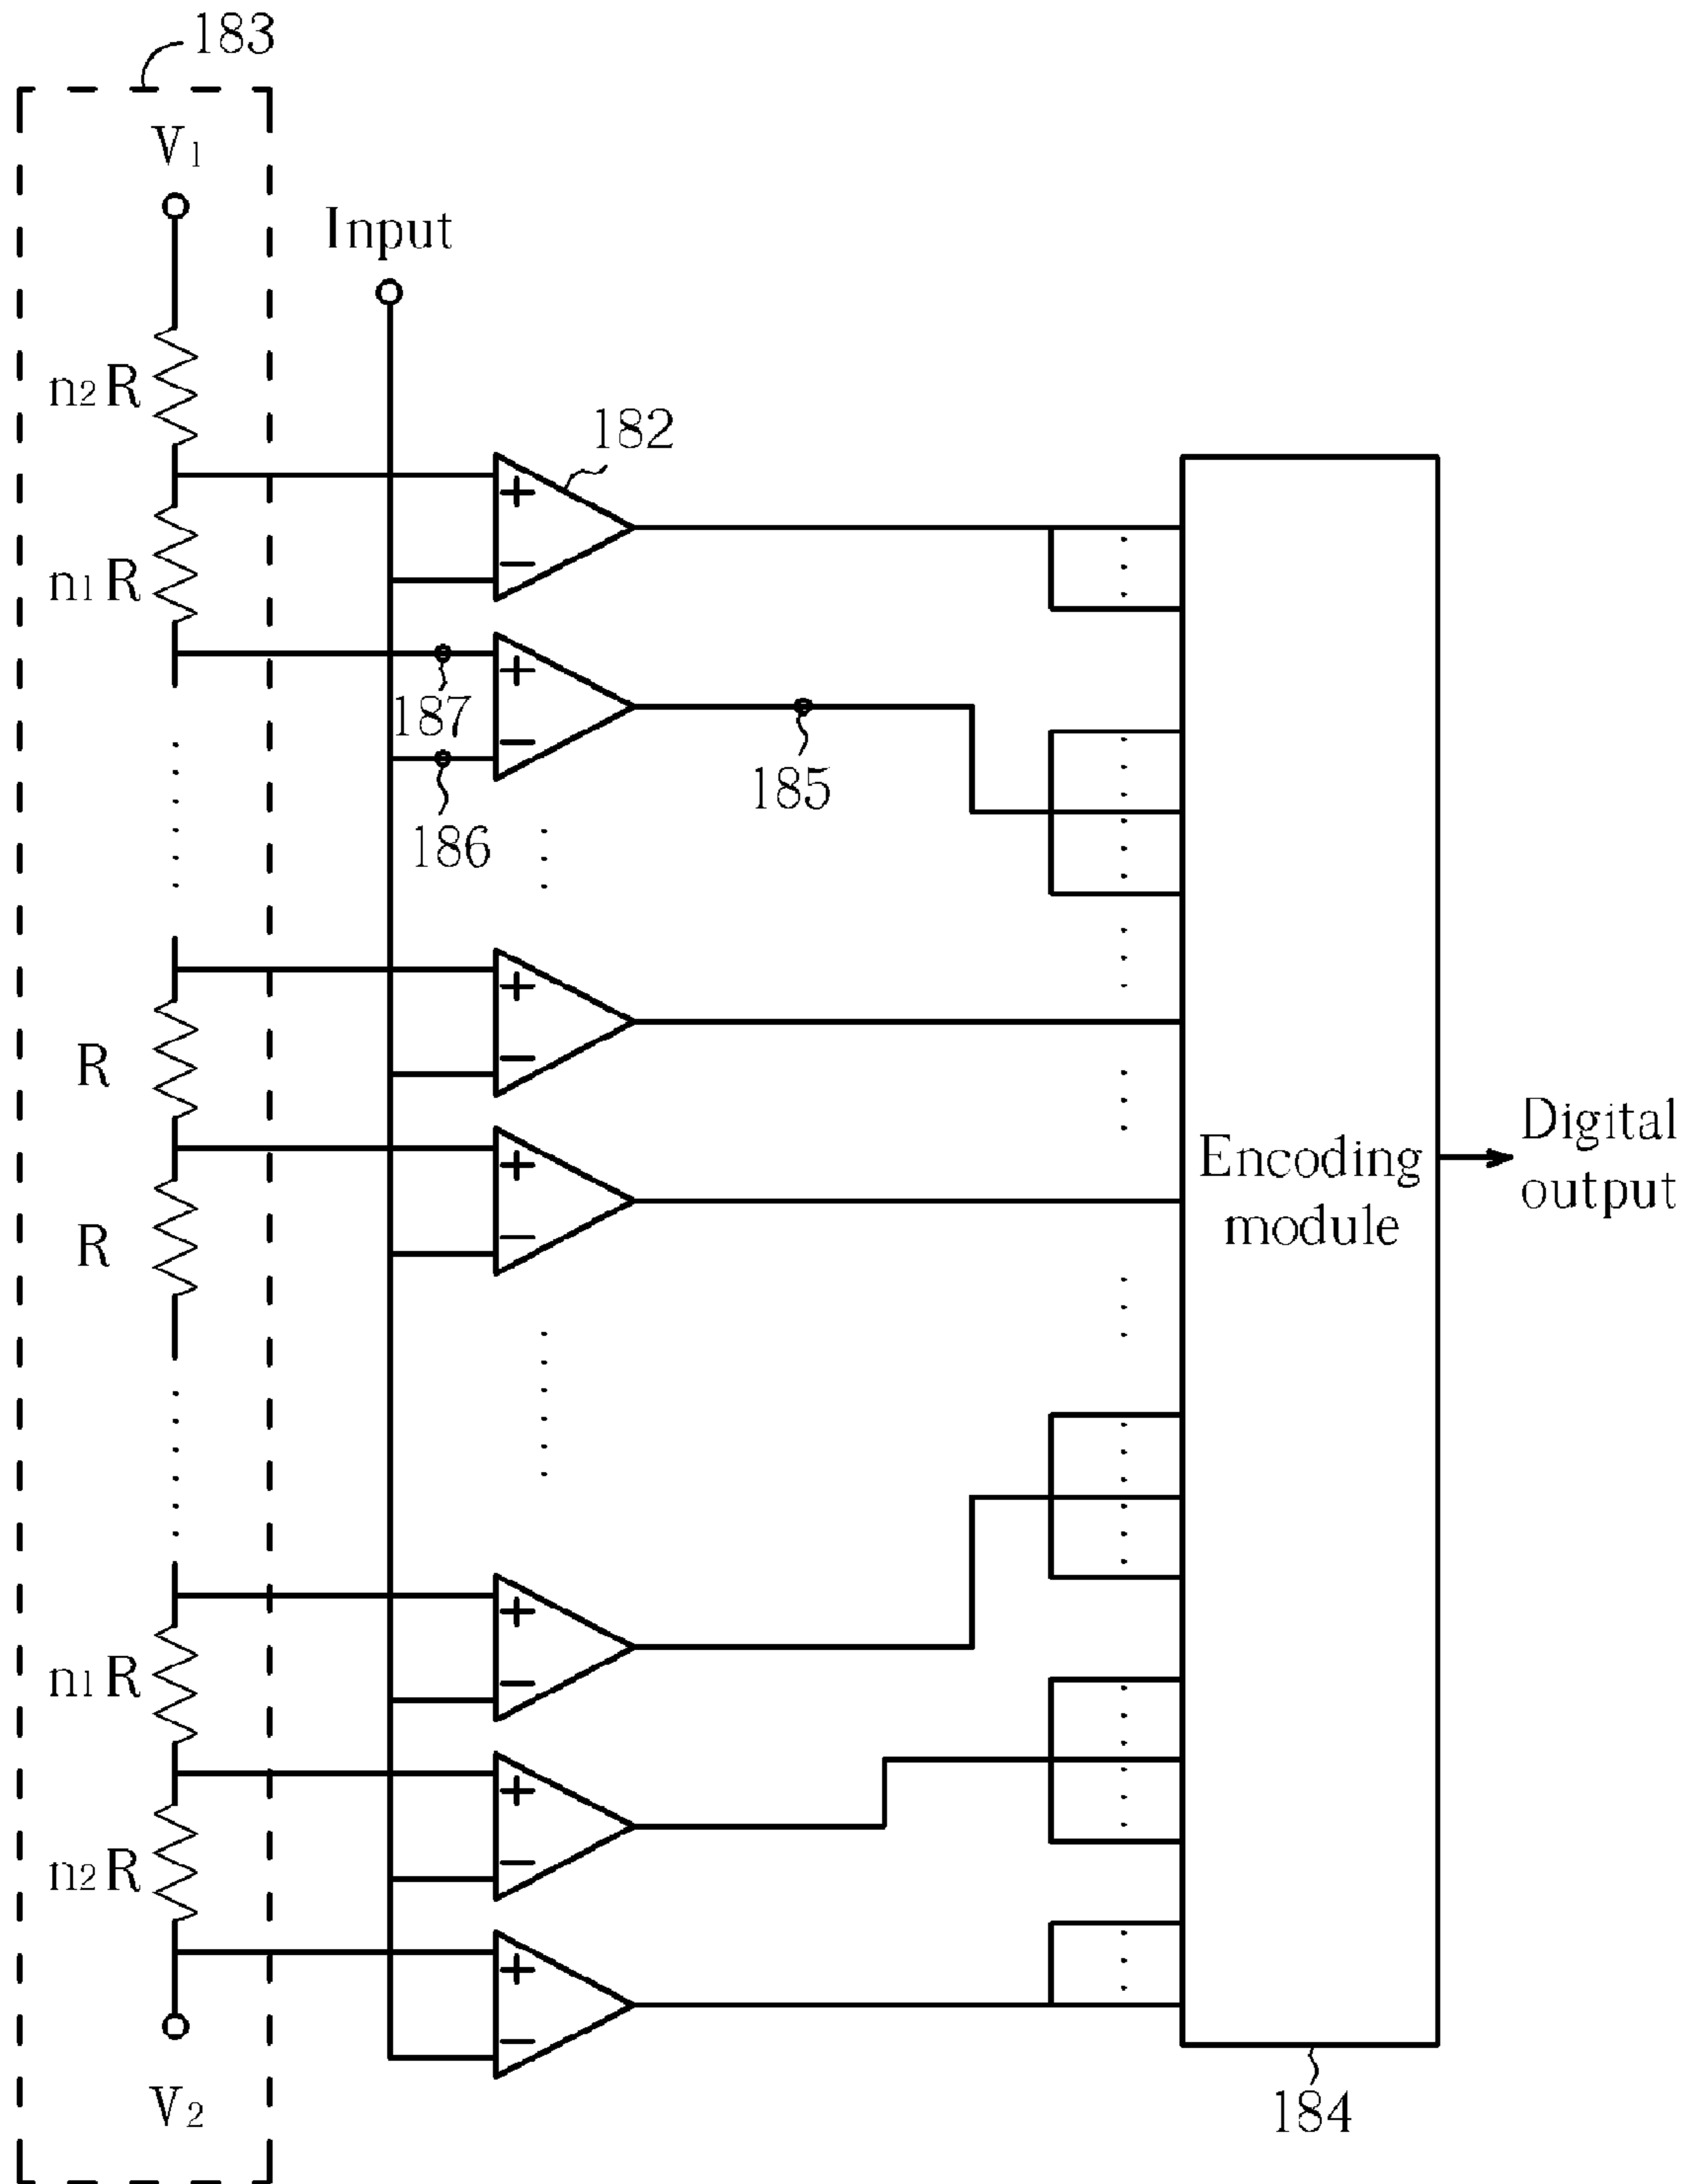 183
V1
Input
n2R
182
+
−
n1R
+
187
−
186
185
+
−
R
+
−
R
Encoding
module
Digital
output
+
−
n1R
+
−
n2R
+
−
V2
184